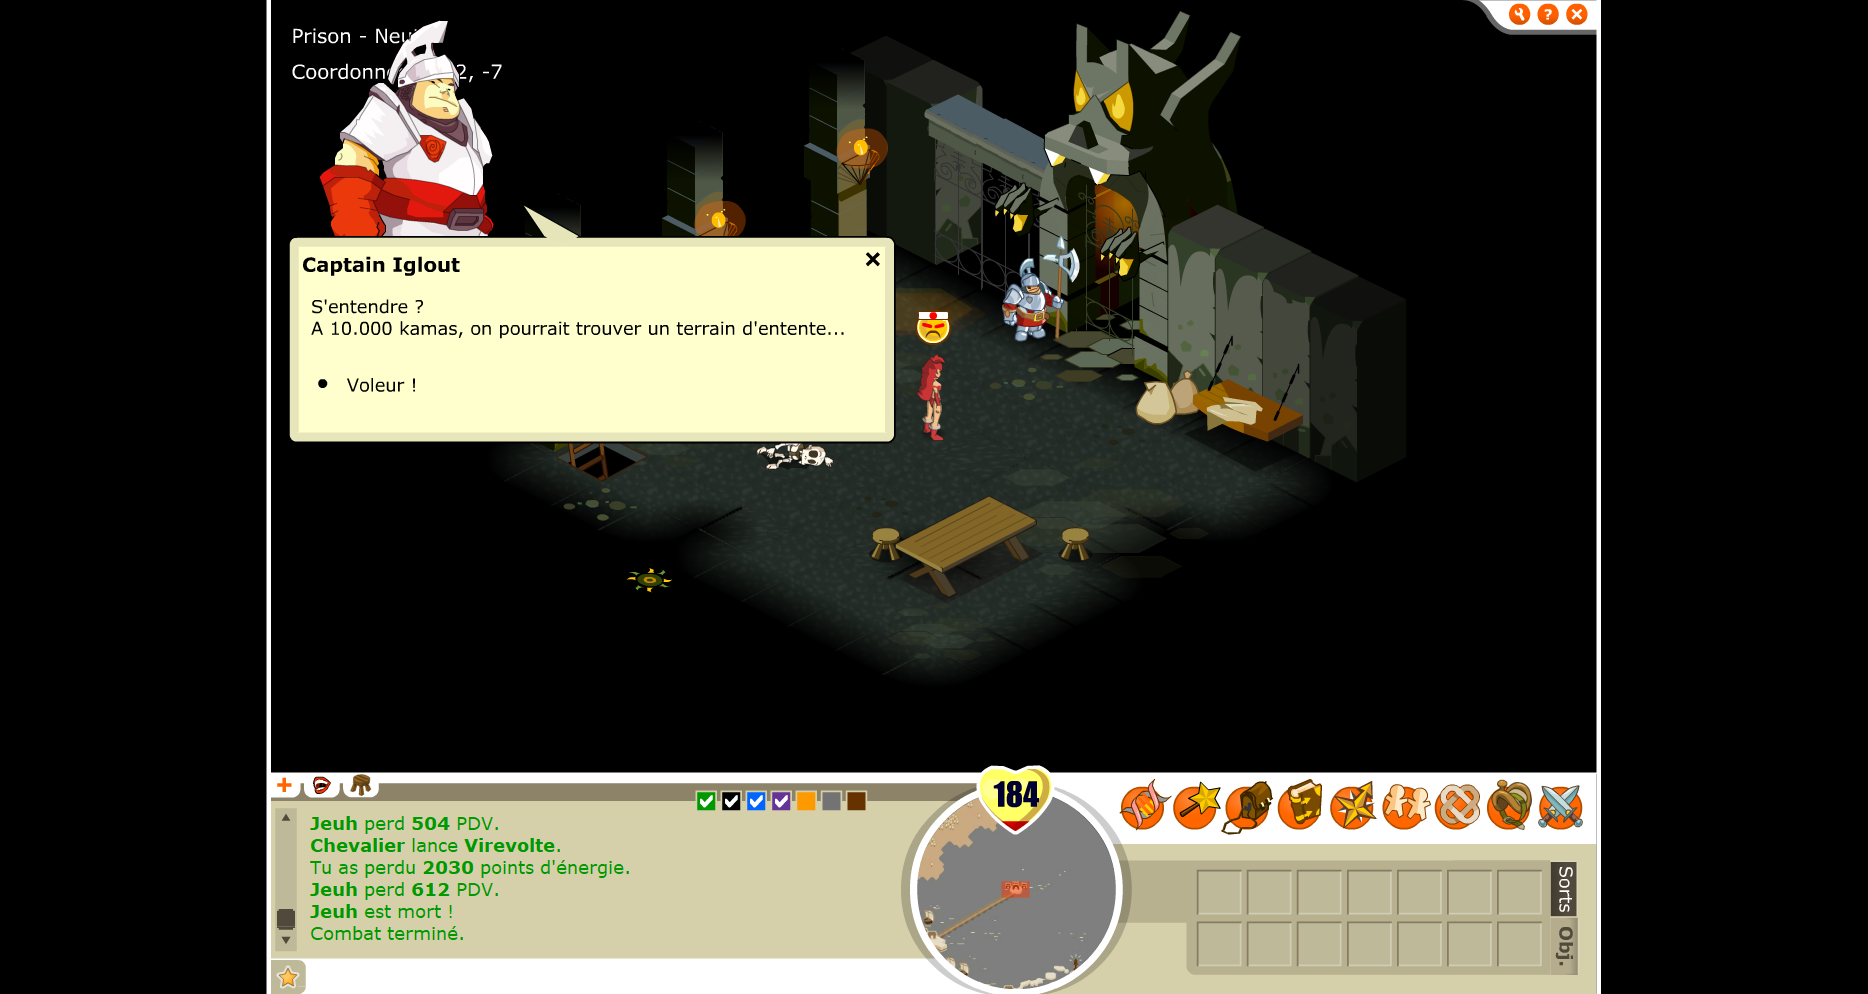 Prison - Neu
Coordonn 2, -7
Captain Iglout
S'entendre ?
A 10.000 kamas, on pourrait trouver un terrain d'entente...
Voleur !
184
Jeuh perd 504 PDV.
Chevalier lance Virevolte.
Tu as perdu 2030 points d'énergie.
Jeuh perd 612 PDV.
Jeuh est mort !
Combat terminé.
Sorts
Obj.